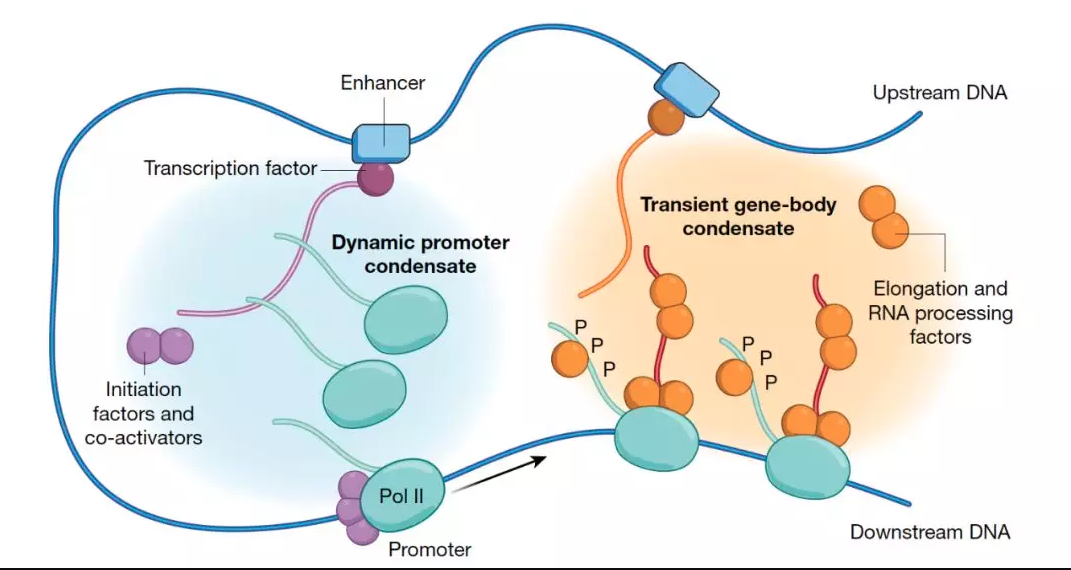 Enhancer
Upstream DNA
Transcription factor
Transient gene-body
condensate
Dynamic promoter
condensate
Elongation and
RNA processing
factors
P
P
P
P
P
P
Initiation
factors and
co-activators
Pol II
Promoter
Downstream DNA